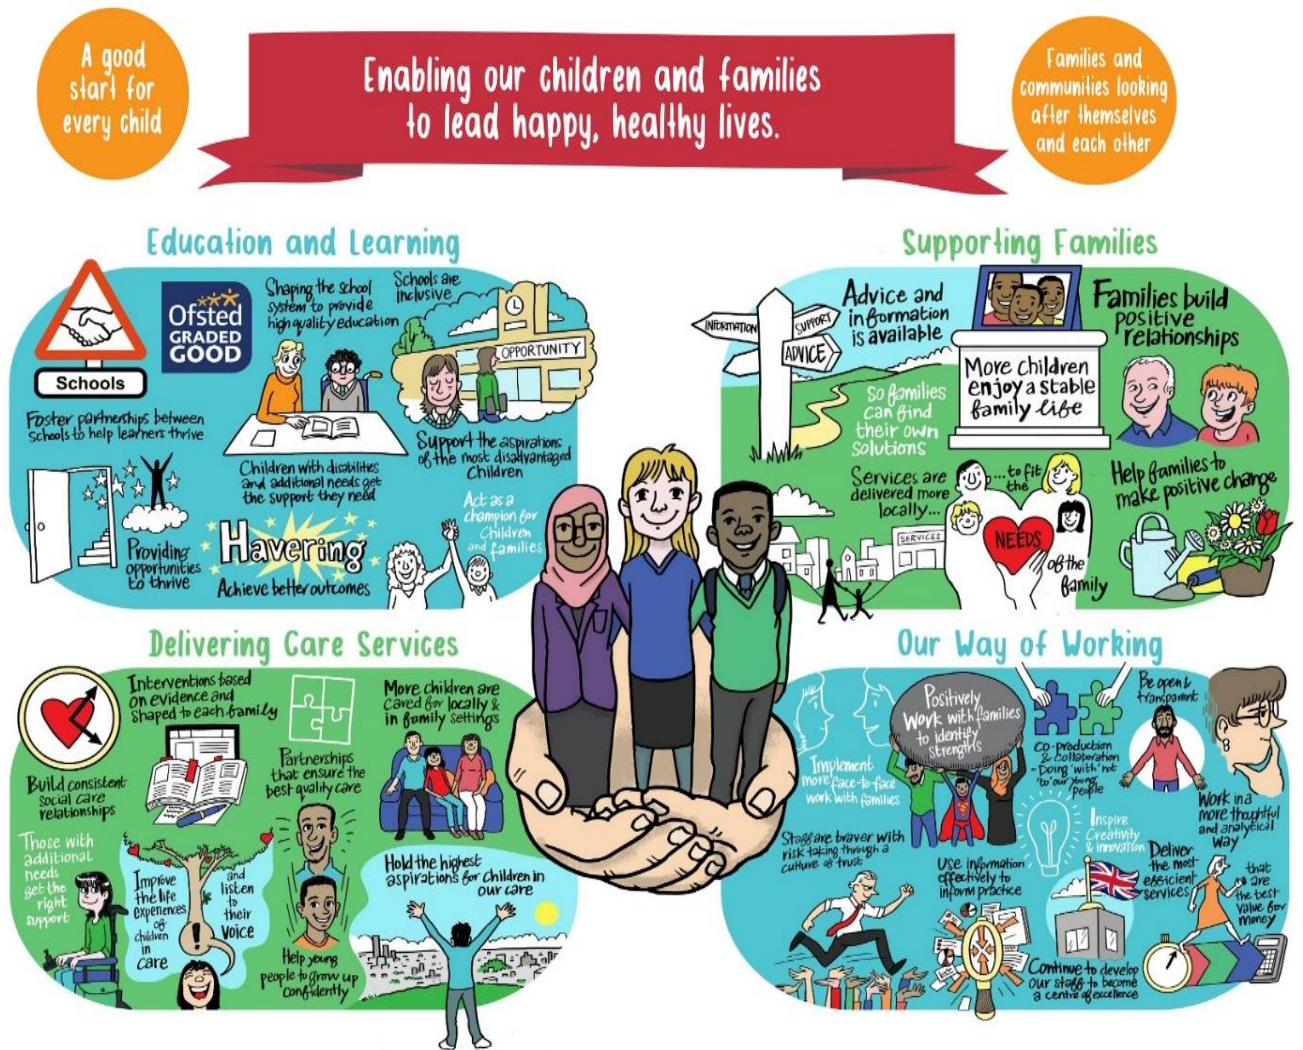 A good
start for
every child
Enabling our children and families
to lead happy, healthy lives.
Families and
communities looking
after themselves
and each other
Education and Learning
Schools
Ofsted
GRADED
GOOD
Shaping the school
system to provide
high quality education
Schools are
inclusive
OPPORTUNITY
Foster partnerships between
schools to help learners thrive
Children with disabilities
and additional needs get
the support they need
Support the aspirations
of the most disadvantaged
Children
Providing
opportunities
to thrive
Havering
Achieve better outcomes
Act as a
champion for
Children
and families
Supporting Families
INFORMATION
SUPPORT
ADVICE
Advice and
information
is available
So families
can find
their own
solutions
More Children
enjoy a stable
family life
Families build
positive
relationships
Services are
delivered more
locally...
SERVICES
...to fit
the
NEEDS
of the
family
Help families to
make positive change
Delivering Care Services
Interventions based
on evidence and
shaped to each family
Build consistent
social care
relationships
Partnerships
that ensure the
best quality care
More children are
cared for locally &
in family settings
Those with
additional
needs
get the
right
support
Improve
the life
experiences
of
children
in
care
and
listen
to
their
voice
!
Help young
people to grow up
confidently
Hold the highest
aspirations for children in
our care
Our Way of Working
Implement
more face-to-face
work with families
Positively
Work with families
to identify
strengths
Co-production
& Collaboration
- Doing 'with' not
'to' our young
people
Be open &
transparent
Work in a
more thoughtful
and analytical
way
Staff are braver with
risk taking through a
culture of trust
Use information
effectively to
inform practice
Inspire
Creativity
& innovation
Deliver
the most
efficient
services
that
are
the best
value for
money
Continue to develop
our staff to become
a centre of excellence